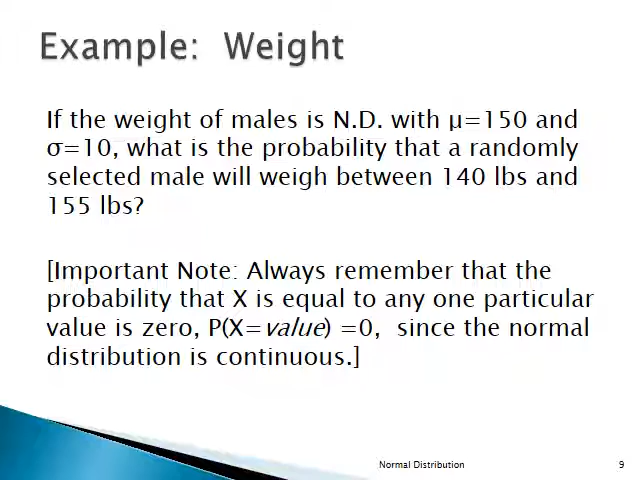 Example:  Weight
If the weight of males is N.D. with μ=150 and
σ=10, what is the probability that a randomly
selected male will weigh between 140 lbs and
155 lbs?
[Important Note: Always remember that the
probability that X is equal to any one particular
value is zero, P(X=value) =0,  since the normal
distribution is continuous.]
Normal Distribution
9